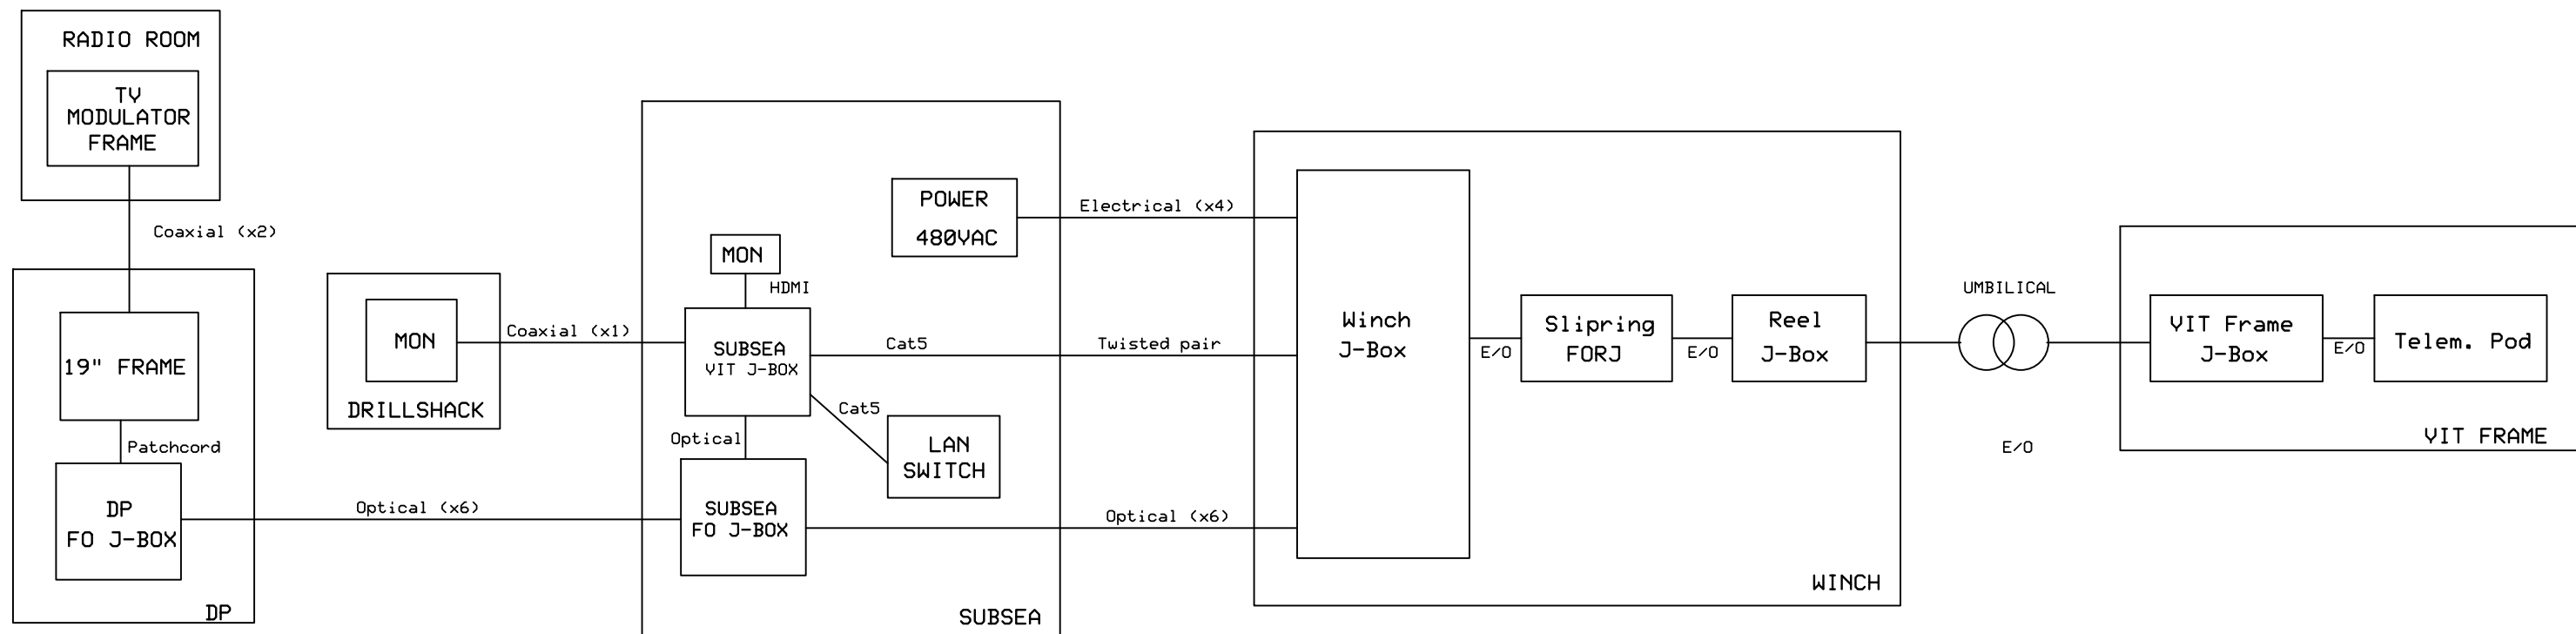 RADIO ROOM
TV
MODULATOR
FRAME
Coaxial (x2)
19" FRAME
Patchcord
DP
FO J-BOX
DP
MON
DRILLSHACK
Coaxial (x1)
Optical (x6)
MON
HDMI
SUBSEA
VIT J-BOX
Optical
SUBSEA
FO J-BOX
POWER
480VAC
Cat5
Cat5
LAN
SWITCH
SUBSEA
Electrical (x4)
Twisted pair
Optical (x6)
Winch
J-Box
E/O
Slipring
FORJ
E/O
Reel
J-Box
WINCH
UMBILICAL
E/O
VIT Frame
J-Box
E/O
Telem. Pod
VIT FRAME